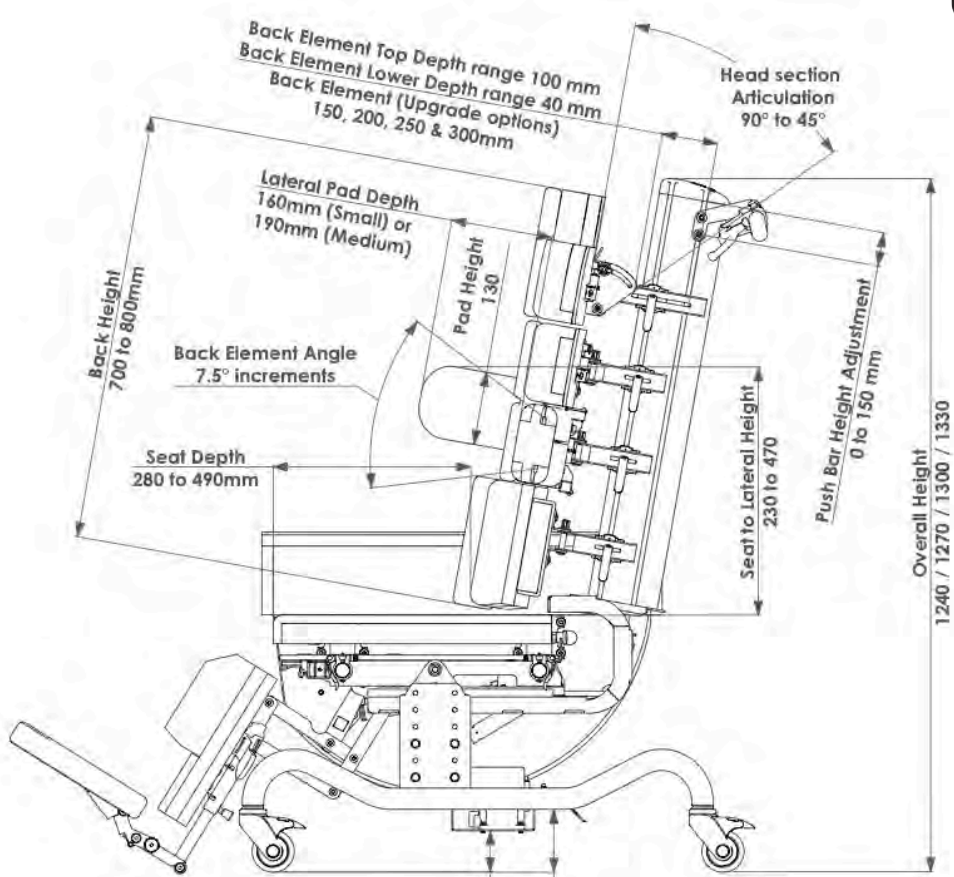 Back Element Top Depth range 100 mm
Back Element Lower Depth range 40 mm
Back Element (Upgrade options)
150, 200, 250 & 300mm
Head section
Articulation
90° to 45°
Lateral Pad Depth
160mm (Small) or
190mm (Medium)
Pad Height
130
Back Height
700 to 800mm
Back Element Angle
7.5° increments
Seat Depth
280 to 490mm
Seat to Lateral Height
230 to 470
Push Bar Height Adjustment
0 to 150 mm
Overall Height
1240 / 1270 / 1300 / 1330